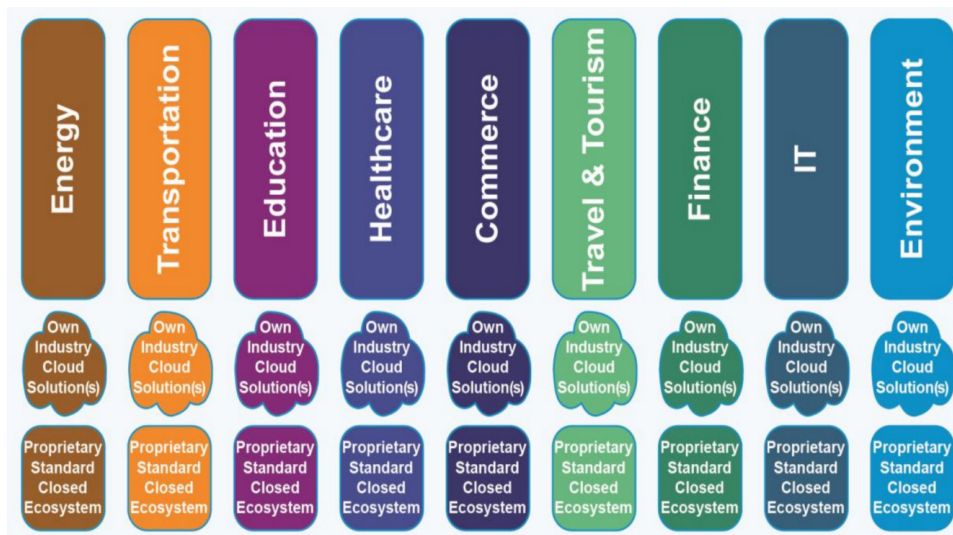 Energy
Transportation
Education
Healthcare
Commerce
Travel & Tourism
Finance
IT
Environment
Own
Industry
Cloud
Solution(s)
Own
Industry
Cloud
Solution(s)
Own
Industry
Cloud
Solution(s)
Own
Industry
Cloud
Solution(s)
Own
Industry
Cloud
Solution(s)
Own
Industry
Cloud
Solution(s)
Own
Industry
Cloud
Solution(s)
Own
Industry
Cloud
Solution(s)
Own
Industry
Cloud
Solution(s)
Proprietary
Standard
Closed
Ecosystem
Proprietary
Standard
Closed
Ecosystem
Proprietary
Standard
Closed
Ecosystem
Proprietary
Standard
Closed
Ecosystem
Proprietary
Standard
Closed
Ecosystem
Proprietary
Standard
Closed
Ecosystem
Proprietary
Standard
Closed
Ecosystem
Proprietary
Standard
Closed
Ecosystem
Proprietary
Standard
Closed
Ecosystem